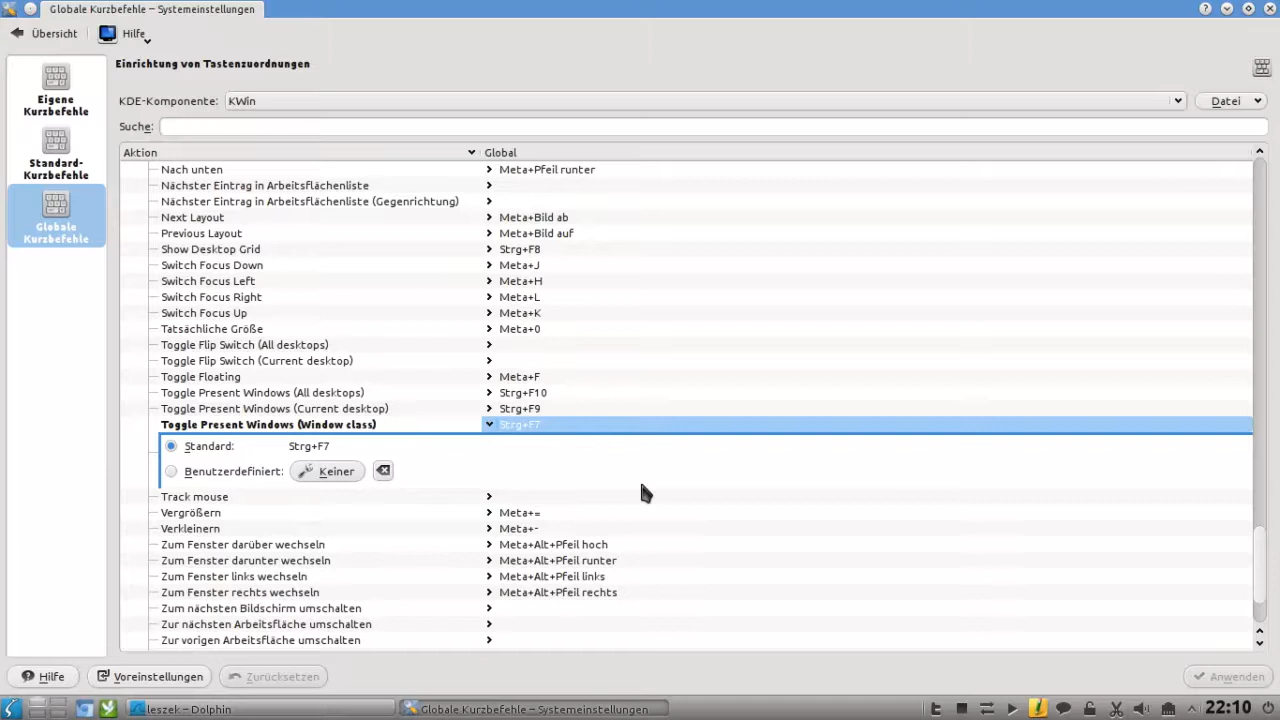 Globale Kurzbefehle – Systemeinstellungen
Übersicht Hilfe
Einrichtung von Tastenzuordnungen
Eigene
Kurzbefehle
Standard-
Kurzbefehle
Globale
Kurzbefehle
KDE-Komponente: KWin Datei
Suche:
Aktion Global
Nach unten Meta+Pfeil runter
Nächster Eintrag in Arbeitsflächenliste
Nächster Eintrag in Arbeitsflächenliste (Gegenrichtung)
Next Layout Meta+Bild ab
Previous Layout Meta+Bild auf
Show Desktop Grid Strg+F8
Switch Focus Down Meta+J
Switch Focus Left Meta+H
Switch Focus Right Meta+L
Switch Focus Up Meta+K
Tatsächliche Größe Meta+0
Toggle Flip Switch (All desktops)
Toggle Flip Switch (Current desktop)
Toggle Floating Meta+F
Toggle Present Windows (All desktops) Strg+F10
Toggle Present Windows (Current desktop) Strg+F9
Toggle Present Windows (Window class) Strg+F7
Standard: Strg+F7
Benutzerdefiniert: Keiner
Track mouse
Vergrößern Meta+=
Verkleinern Meta+-
Zum Fenster darüber wechseln Meta+Alt+Pfeil hoch
Zum Fenster darunter wechseln Meta+Alt+Pfeil runter
Zum Fenster links wechseln Meta+Alt+Pfeil links
Zum Fenster rechts wechseln Meta+Alt+Pfeil rechts
Zum nächsten Bildschirm umschalten
Zur nächsten Arbeitsfläche umschalten
Zur vorigen Arbeitsfläche umschalten
Hilfe Voreinstellungen Zurücksetzen Anwenden
leszek – Dolphin Globale Kurzbefehle – Systemeinstellungen 22:10